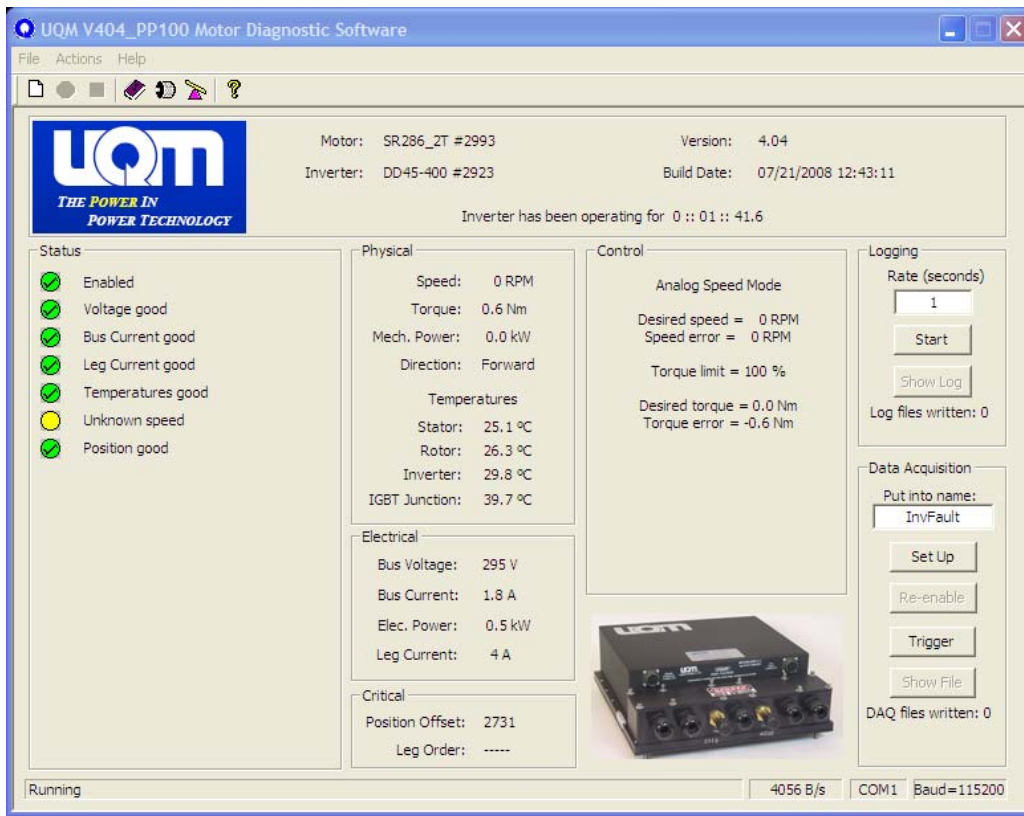 UQM V404_PP100 Motor Diagnostic Software
File Actions Help
UQM
THE POWER IN
POWER TECHNOLOGY
Motor: SR286_2T #2993
Inverter: DD45-400 #2923
Version: 4.04
Build Date: 07/21/2008 12:43:11
Inverter has been operating for 0 :: 01 :: 41.6
Status
Enabled
Voltage good
Bus Current good
Leg Current good
Temperatures good
Unknown speed
Position good
Physical
Speed: 0 RPM
Torque: 0.6 Nm
Mech. Power: 0.0 kW
Direction: Forward
Temperatures
Stator: 25.1 ºC
Rotor: 26.3 ºC
Inverter: 29.8 ºC
IGBT Junction: 39.7 ºC
Electrical
Bus Voltage: 295 V
Bus Current: 1.8 A
Elec. Power: 0.5 kW
Leg Current: 4 A
Critical
Position Offset: 2731
Leg Order: -----
Control
Analog Speed Mode
Desired speed = 0 RPM
Speed error = 0 RPM
Torque limit = 100 %
Desired torque = 0.0 Nm
Torque error = -0.6 Nm
UQM
UQM
Logging
Rate (seconds)
1
Start
Show Log
Log files written: 0
Data Acquisition
Put into name:
InvFault
Set Up
Re-enable
Trigger
Show File
DAQ files written: 0
Running
4056 B/s
COM1
Baud=115200